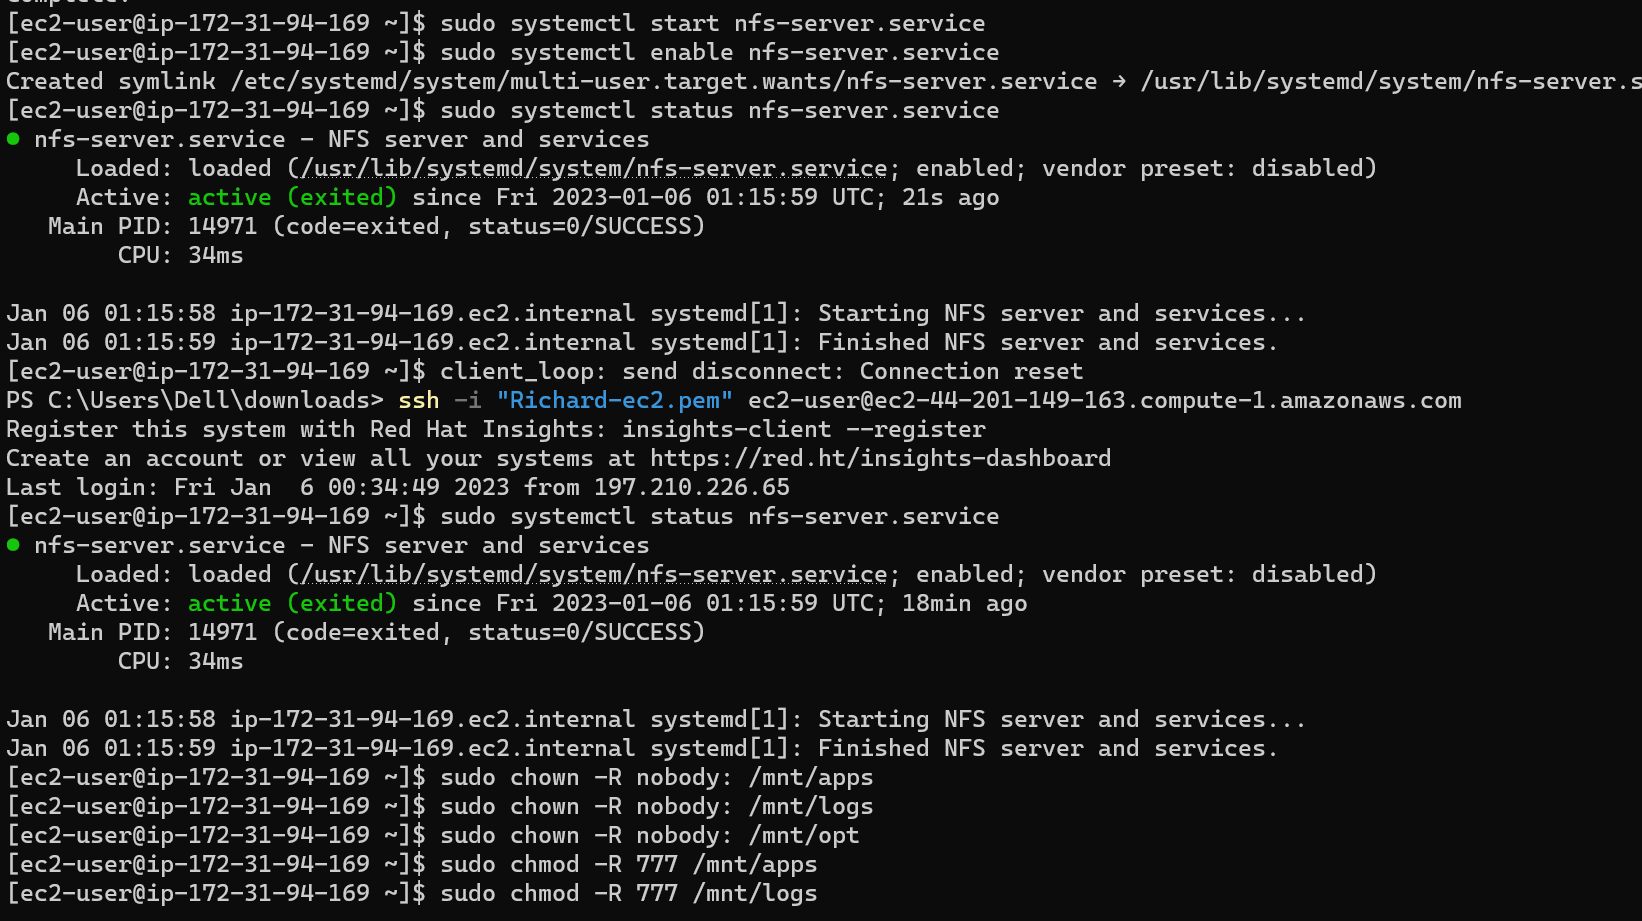 [ec2-user@ip-172-31-94-169 ~]$ sudo systemctl start nfs-server.service
[ec2-user@ip-172-31-94-169 ~]$ sudo systemctl enable nfs-server.service
Created symlink /etc/systemd/system/multi-user.target.wants/nfs-server.service → /usr/lib/systemd/system/nfs-server.s
[ec2-user@ip-172-31-94-169 ~]$ sudo systemctl status nfs-server.service
● nfs-server.service - NFS server and services
     Loaded: loaded (/usr/lib/systemd/system/nfs-server.service; enabled; vendor preset: disabled)
     Active: active (exited) since Fri 2023-01-06 01:15:59 UTC; 21s ago
   Main PID: 14971 (code=exited, status=0/SUCCESS)
        CPU: 34ms

Jan 06 01:15:58 ip-172-31-94-169.ec2.internal systemd[1]: Starting NFS server and services...
Jan 06 01:15:59 ip-172-31-94-169.ec2.internal systemd[1]: Finished NFS server and services.
[ec2-user@ip-172-31-94-169 ~]$ client_loop: send disconnect: Connection reset
PS C:\Users\Dell\downloads> ssh -i "Richard-ec2.pem" ec2-user@ec2-44-201-149-163.compute-1.amazonaws.com
Register this system with Red Hat Insights: insights-client --register
Create an account or view all your systems at https://red.ht/insights-dashboard
Last login: Fri Jan  6 00:34:49 2023 from 197.210.226.65
[ec2-user@ip-172-31-94-169 ~]$ sudo systemctl status nfs-server.service
● nfs-server.service - NFS server and services
     Loaded: loaded (/usr/lib/systemd/system/nfs-server.service; enabled; vendor preset: disabled)
     Active: active (exited) since Fri 2023-01-06 01:15:59 UTC; 18min ago
   Main PID: 14971 (code=exited, status=0/SUCCESS)
        CPU: 34ms

Jan 06 01:15:58 ip-172-31-94-169.ec2.internal systemd[1]: Starting NFS server and services...
Jan 06 01:15:59 ip-172-31-94-169.ec2.internal systemd[1]: Finished NFS server and services.
[ec2-user@ip-172-31-94-169 ~]$ sudo chown -R nobody: /mnt/apps
[ec2-user@ip-172-31-94-169 ~]$ sudo chown -R nobody: /mnt/logs
[ec2-user@ip-172-31-94-169 ~]$ sudo chown -R nobody: /mnt/opt
[ec2-user@ip-172-31-94-169 ~]$ sudo chmod -R 777 /mnt/apps
[ec2-user@ip-172-31-94-169 ~]$ sudo chmod -R 777 /mnt/logs